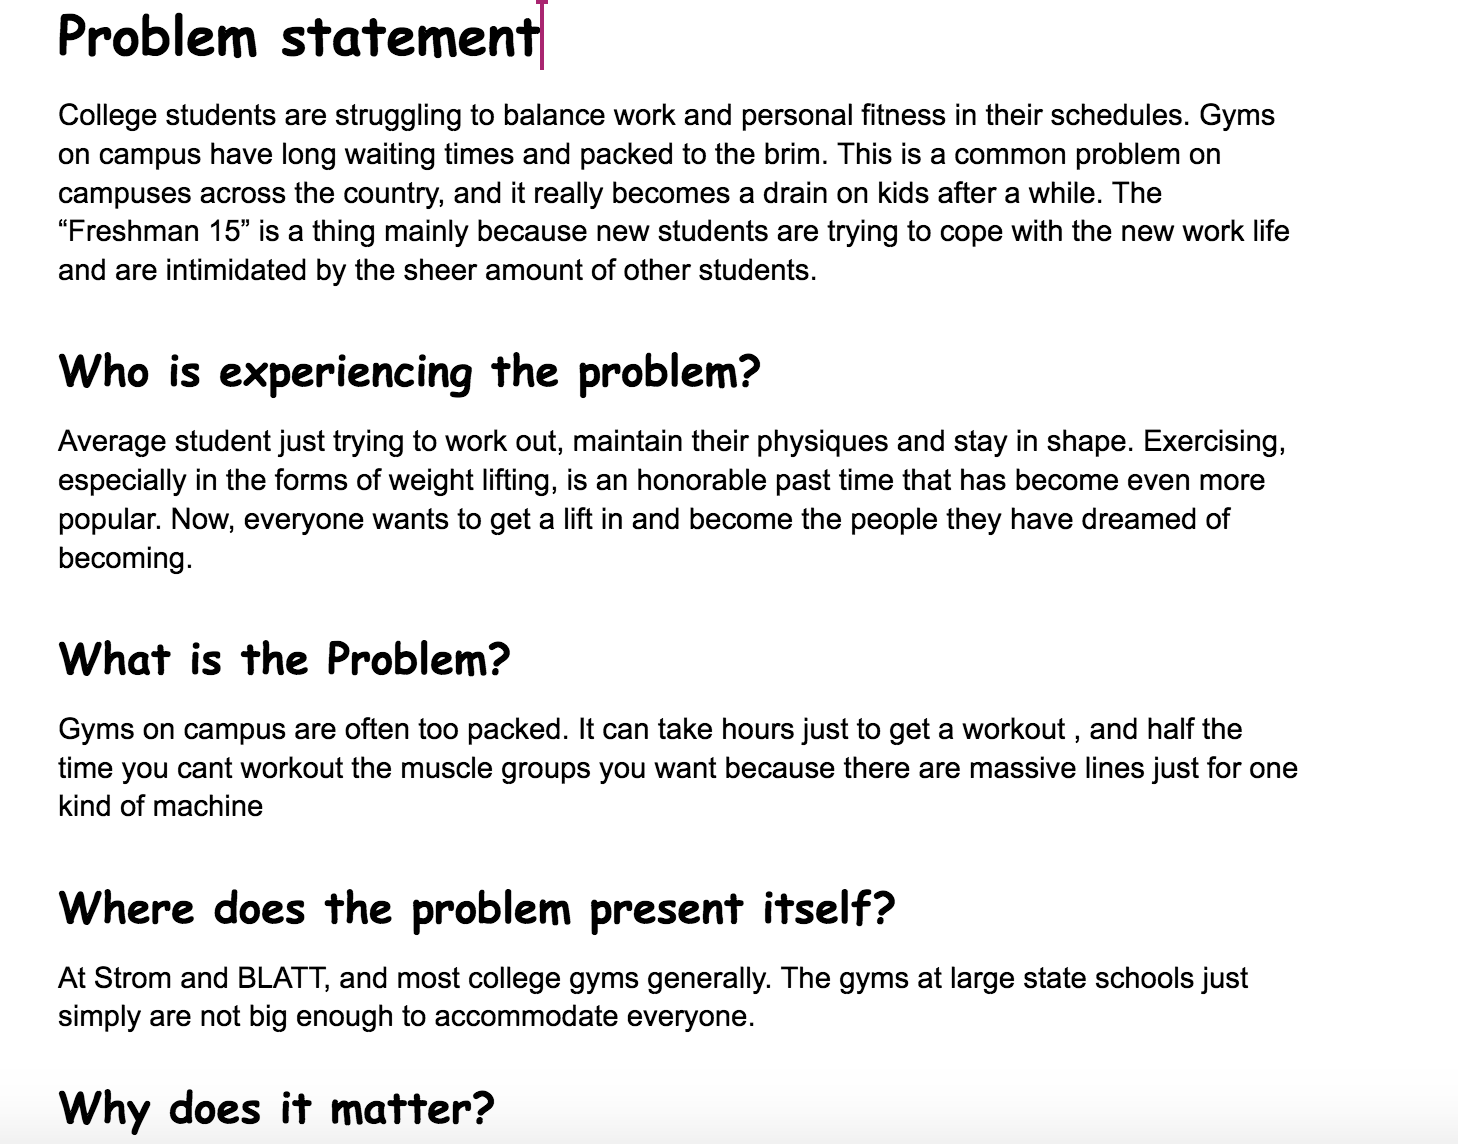 Problem statement
College students are struggling to balance work and personal fitness in their schedules. Gyms
on campus have long waiting times and packed to the brim. This is a common problem on
campuses across the country, and it really becomes a drain on kids after a while. The
“Freshman 15” is a thing mainly because new students are trying to cope with the new work life
and are intimidated by the sheer amount of other students.
Who is experiencing the problem?
Average student just trying to work out, maintain their physiques and stay in shape. Exercising,
especially in the forms of weight lifting, is an honorable past time that has become even more
popular. Now, everyone wants to get a lift in and become the people they have dreamed of
becoming.
What is the Problem?
Gyms on campus are often too packed. It can take hours just to get a workout , and half the
time you cant workout the muscle groups you want because there are massive lines just for one
kind of machine
Where does the problem present itself?
At Strom and BLATT, and most college gyms generally. The gyms at large state schools just
simply are not big enough to accommodate everyone.
Why does it matter?